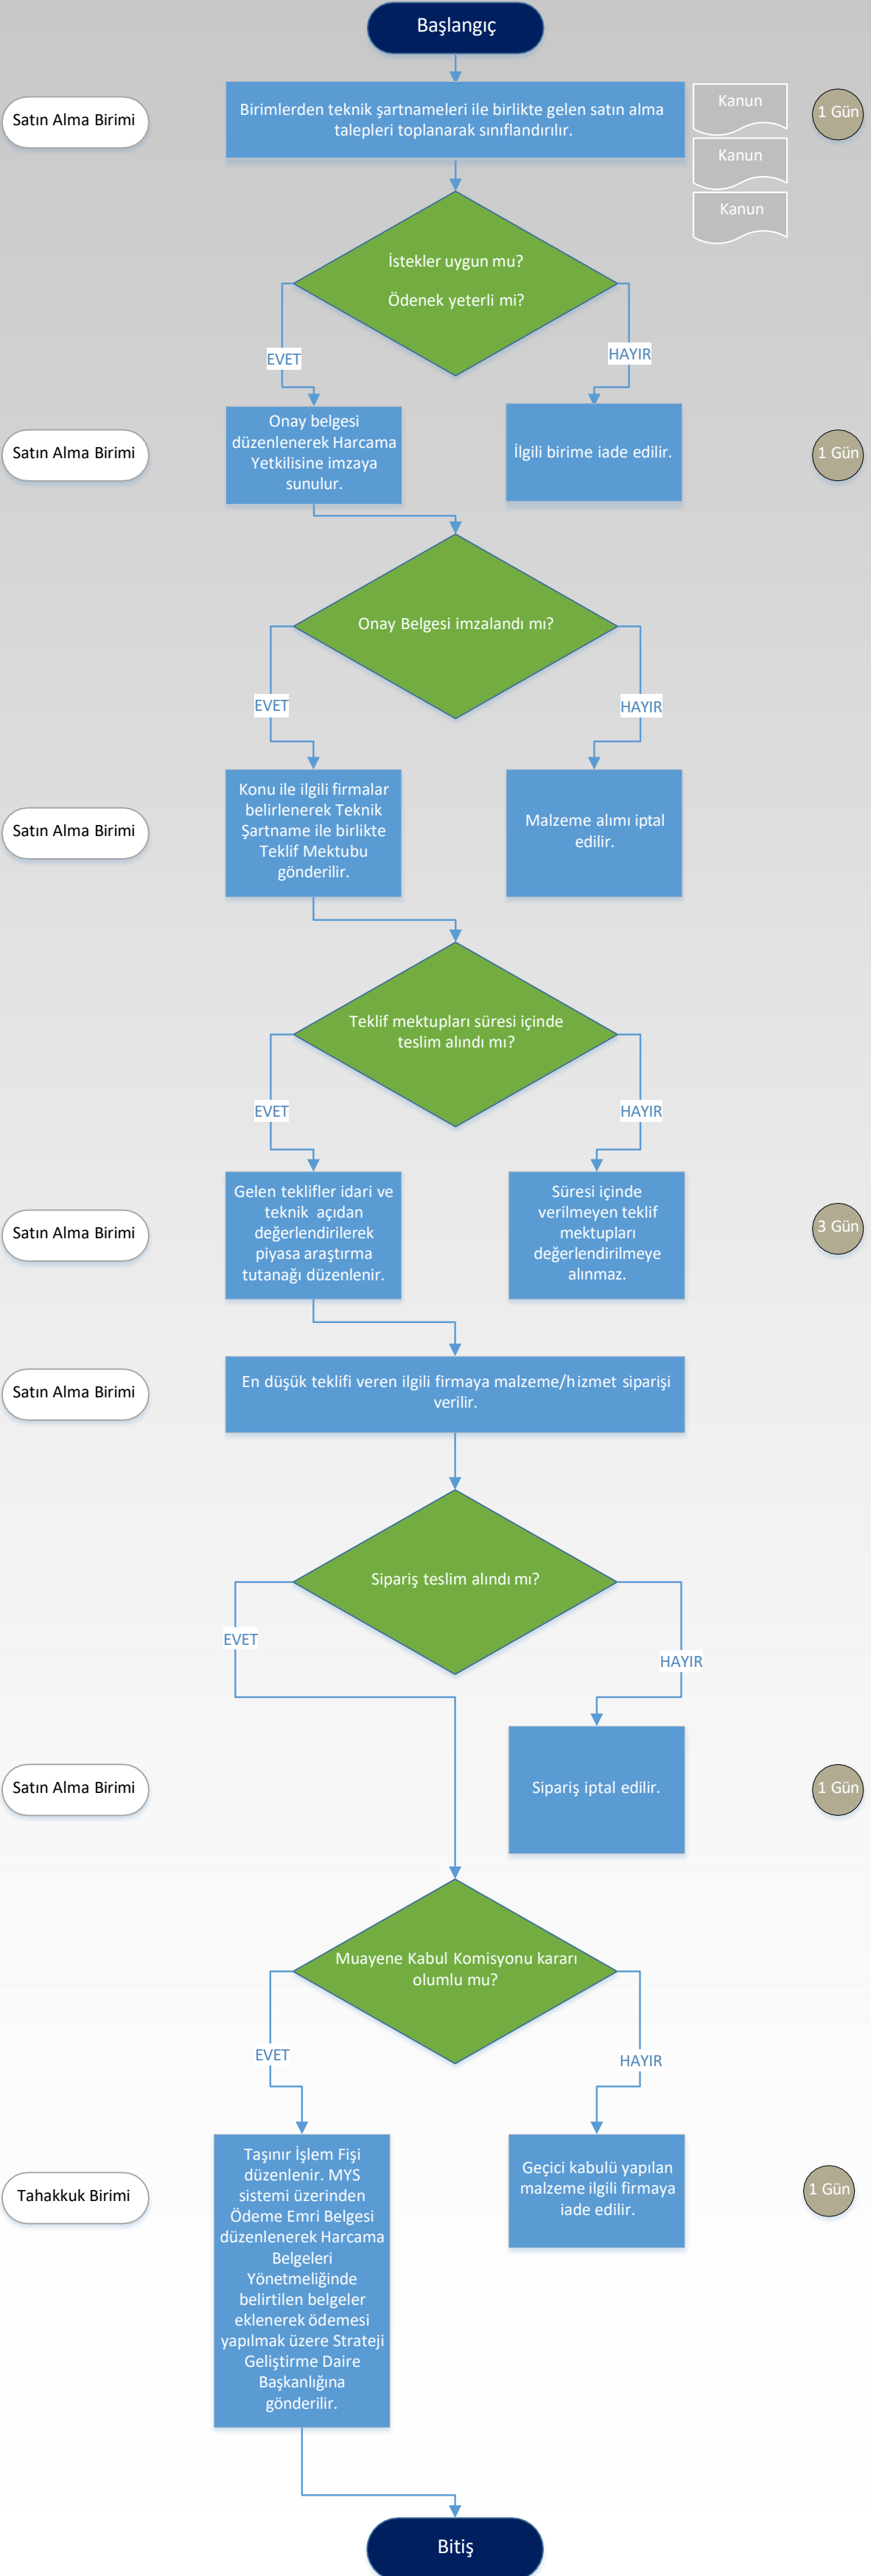 Başlangıç
Satın Alma Birimi
Birimlerden teknik şartnameleri ile birlikte gelen satın alma
talepleri toplanarak sınıflandırılır.
Kanun
Kanun
Kanun
1 Gün
İstekler uygun mu?
Ödenek yeterli mi?
EVET
HAYIR
Satın Alma Birimi
Onay belgesi
düzenlenerek Harcama
Yetkilisine imzaya
sunulur.
İlgili birime iade edilir.
1 Gün
Onay Belgesi imzalandı mı?
EVET
HAYIR
Satın Alma Birimi
Konu ile ilgili firmalar
belirlenerek Teknik
Şartname ile birlikte
Teklif Mektubu
gönderilir.
Malzeme alımı iptal
edilir.
Teklif mektupları süresi içinde
teslim alındı mı?
EVET
HAYIR
Satın Alma Birimi
Gelen teklifler idari ve
teknik açıdan
değerlendirilerek
piyasa araştırma
tutanağı düzenlenir.
Süresi içinde
verilmeyen teklif
mektupları
değerlendirilmeye
alınmaz.
3 Gün
Satın Alma Birimi
En düşük teklifi veren ilgili firmaya malzeme/hizmet siparişi
verilir.
Sipariş teslim alındı mı?
EVET
HAYIR
Satın Alma Birimi
Sipariş iptal edilir.
1 Gün
Muayene Kabul Komisyonu kararı
olumlu mu?
EVET
HAYIR
Tahakkuk Birimi
Taşınır İşlem Fişi
düzenlenir. MYS
sistemi üzerinden
Ödeme Emri Belgesi
düzenlenerek Harcama
Belgeleri
Yönetmeliğinde
belirtilen belgeler
eklenerek ödemesi
yapılmak üzere Strateji
Geliştirme Daire
Başkanlığına
gönderilir.
Geçici kabulü yapılan
malzeme ilgili firmaya
iade edilir.
1 Gün
Bitiş